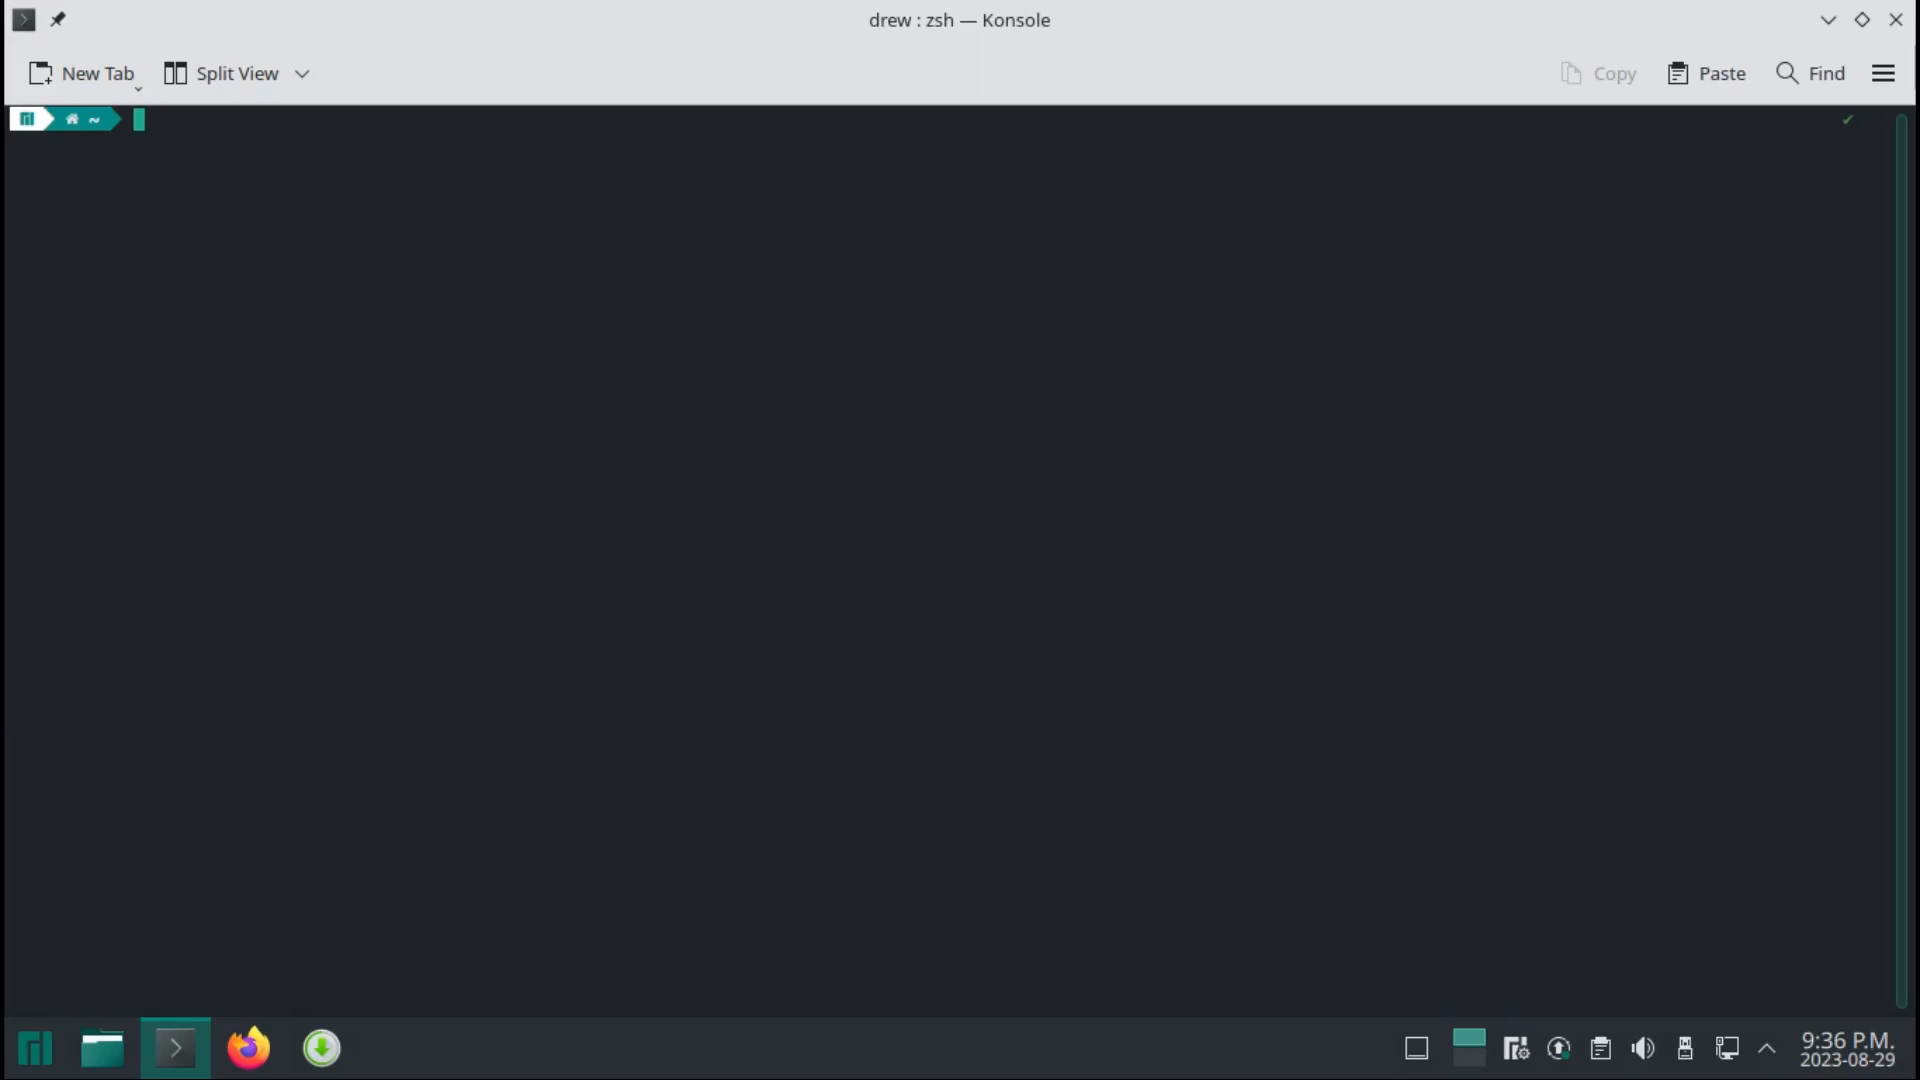 drew : zsh — Konsole
New Tab Split View Copy Paste Find
~
9:36 P.M.
2023-08-29